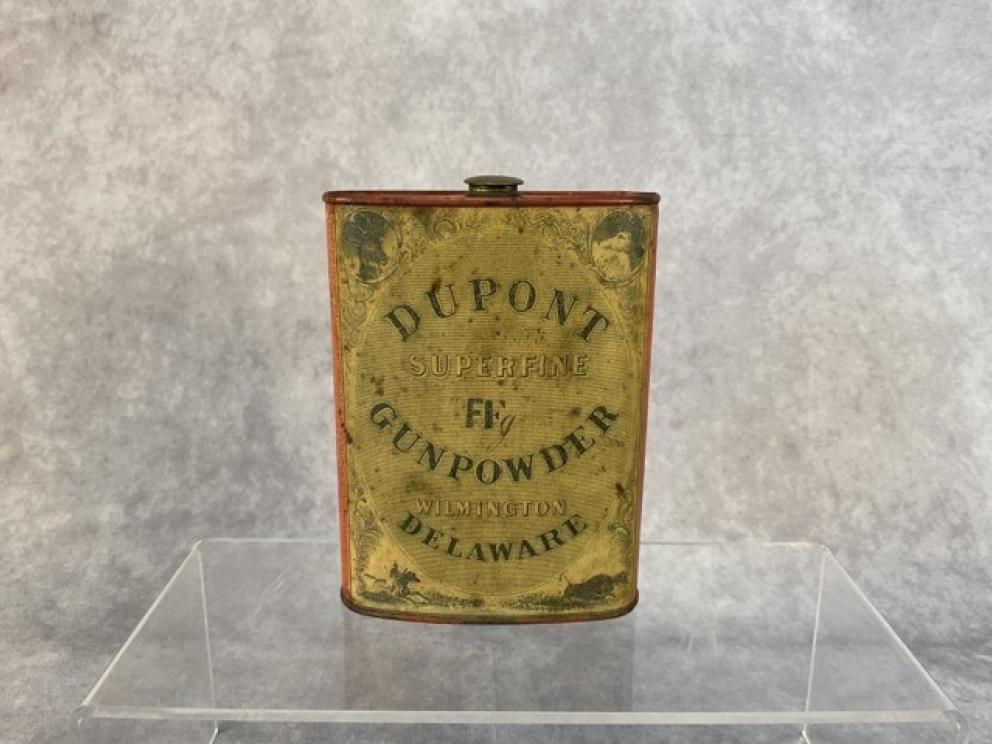 DUPONT
SUPERFINE
FFg
GUNPOWDER
WILMINGTON
DELAWARE